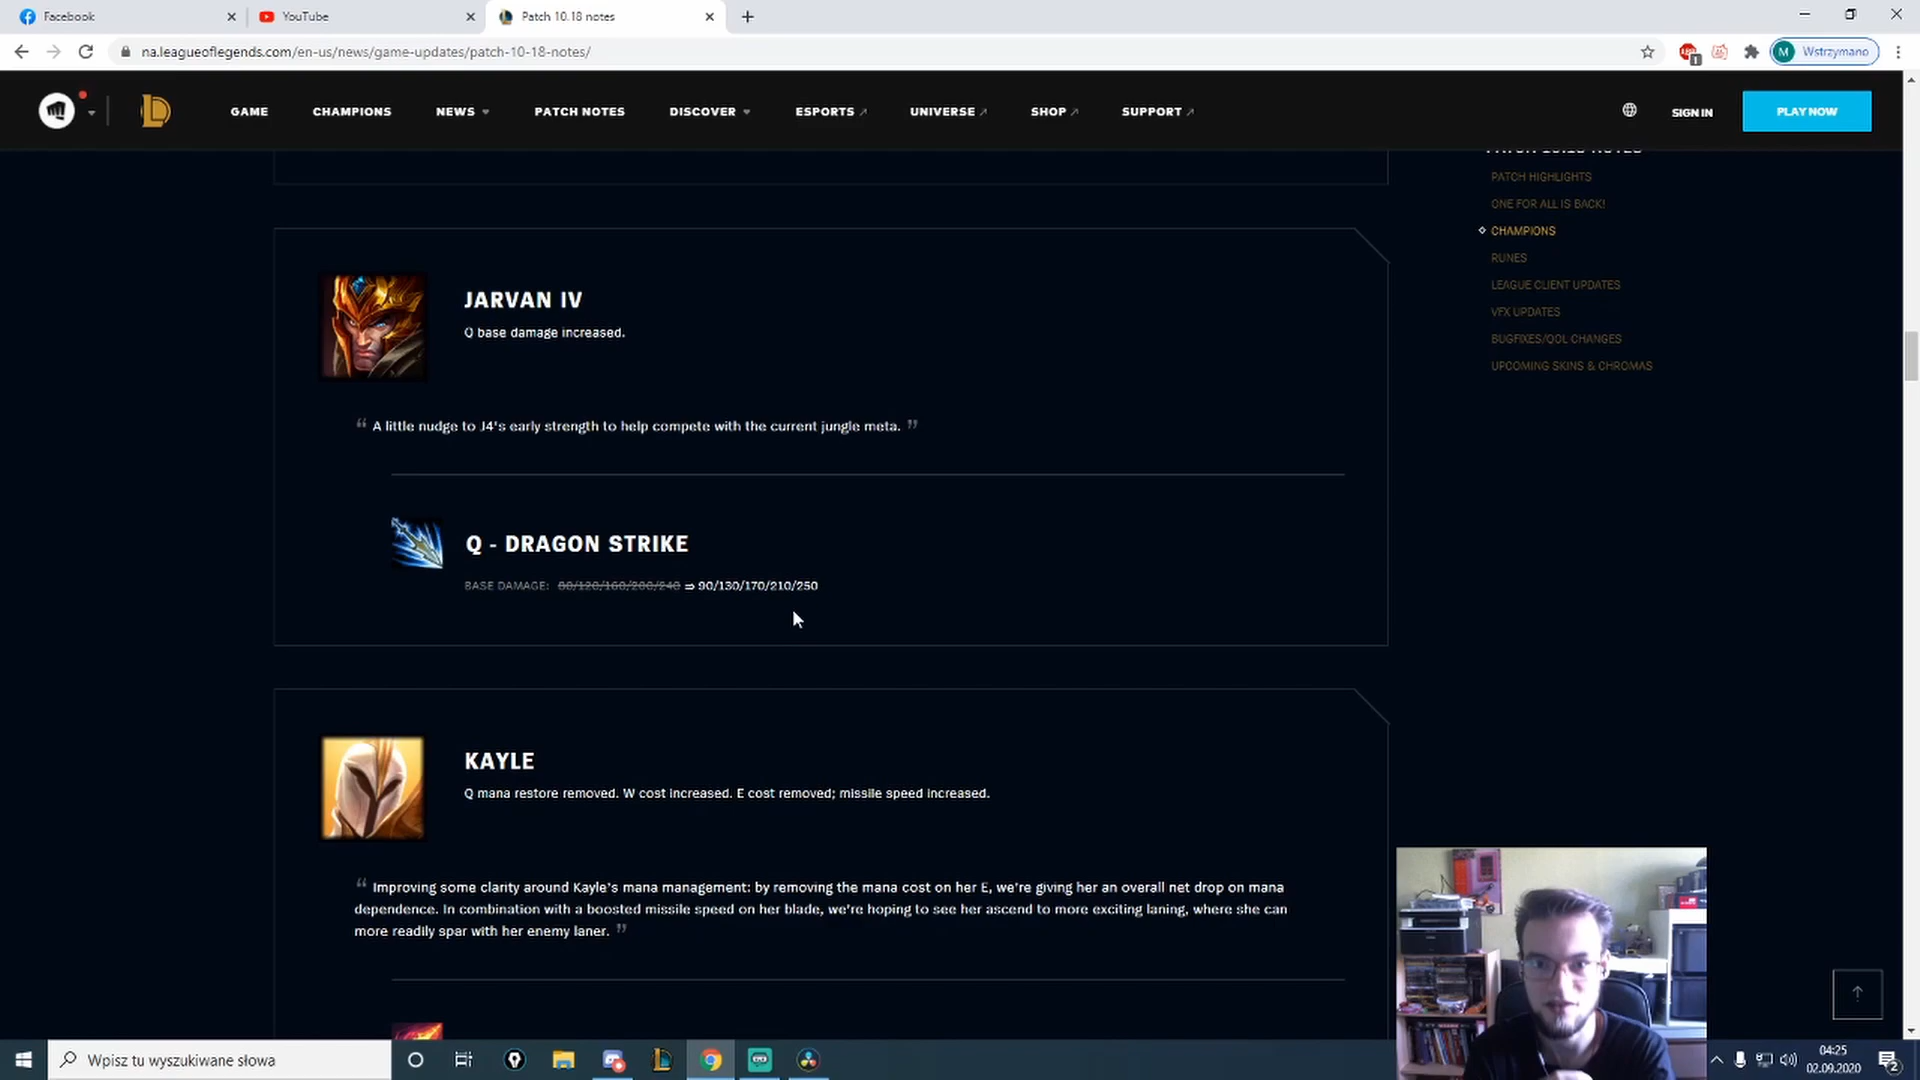 Facebook
YouTube
Patch 10.18 notes
na.leagueoflegends.com/en-us/news/game-updates/patch-10-18-notes/
M Wstrzymano
GAME
CHAMPIONS
NEWS
PATCH NOTES
DISCOVER
ESPORTS
UNIVERSE
SHOP
SUPPORT
SIGN IN
PLAY NOW
PATCH 10.18 NOTES
PATCH HIGHLIGHTS
ONE FOR ALL IS BACK!
CHAMPIONS
RUNES
LEAGUE CLIENT UPDATES
VFX UPDATES
BUGFIXES/QOL CHANGES
UPCOMING SKINS & CHROMAS
JARVAN IV
Q base damage increased.
“ A little nudge to J4's early strength to help compete with the current jungle meta. ”
Q - DRAGON STRIKE
BASE DAMAGE: 80/120/160/200/240 ⇒ 90/130/170/210/250
KAYLE
Q mana restore removed. W cost increased. E cost removed; missile speed increased.
“ Improving some clarity around Kayle's mana management: by removing the mana cost on her E, we're giving her an overall net drop on mana
dependence. In combination with a boosted missile speed on her blade, we're hoping to see her ascend to more exciting laning, where she can
more readily spar with her enemy laner. ”
Wpisz tu wyszukiwane słowa
04:25
02.09.2020
2